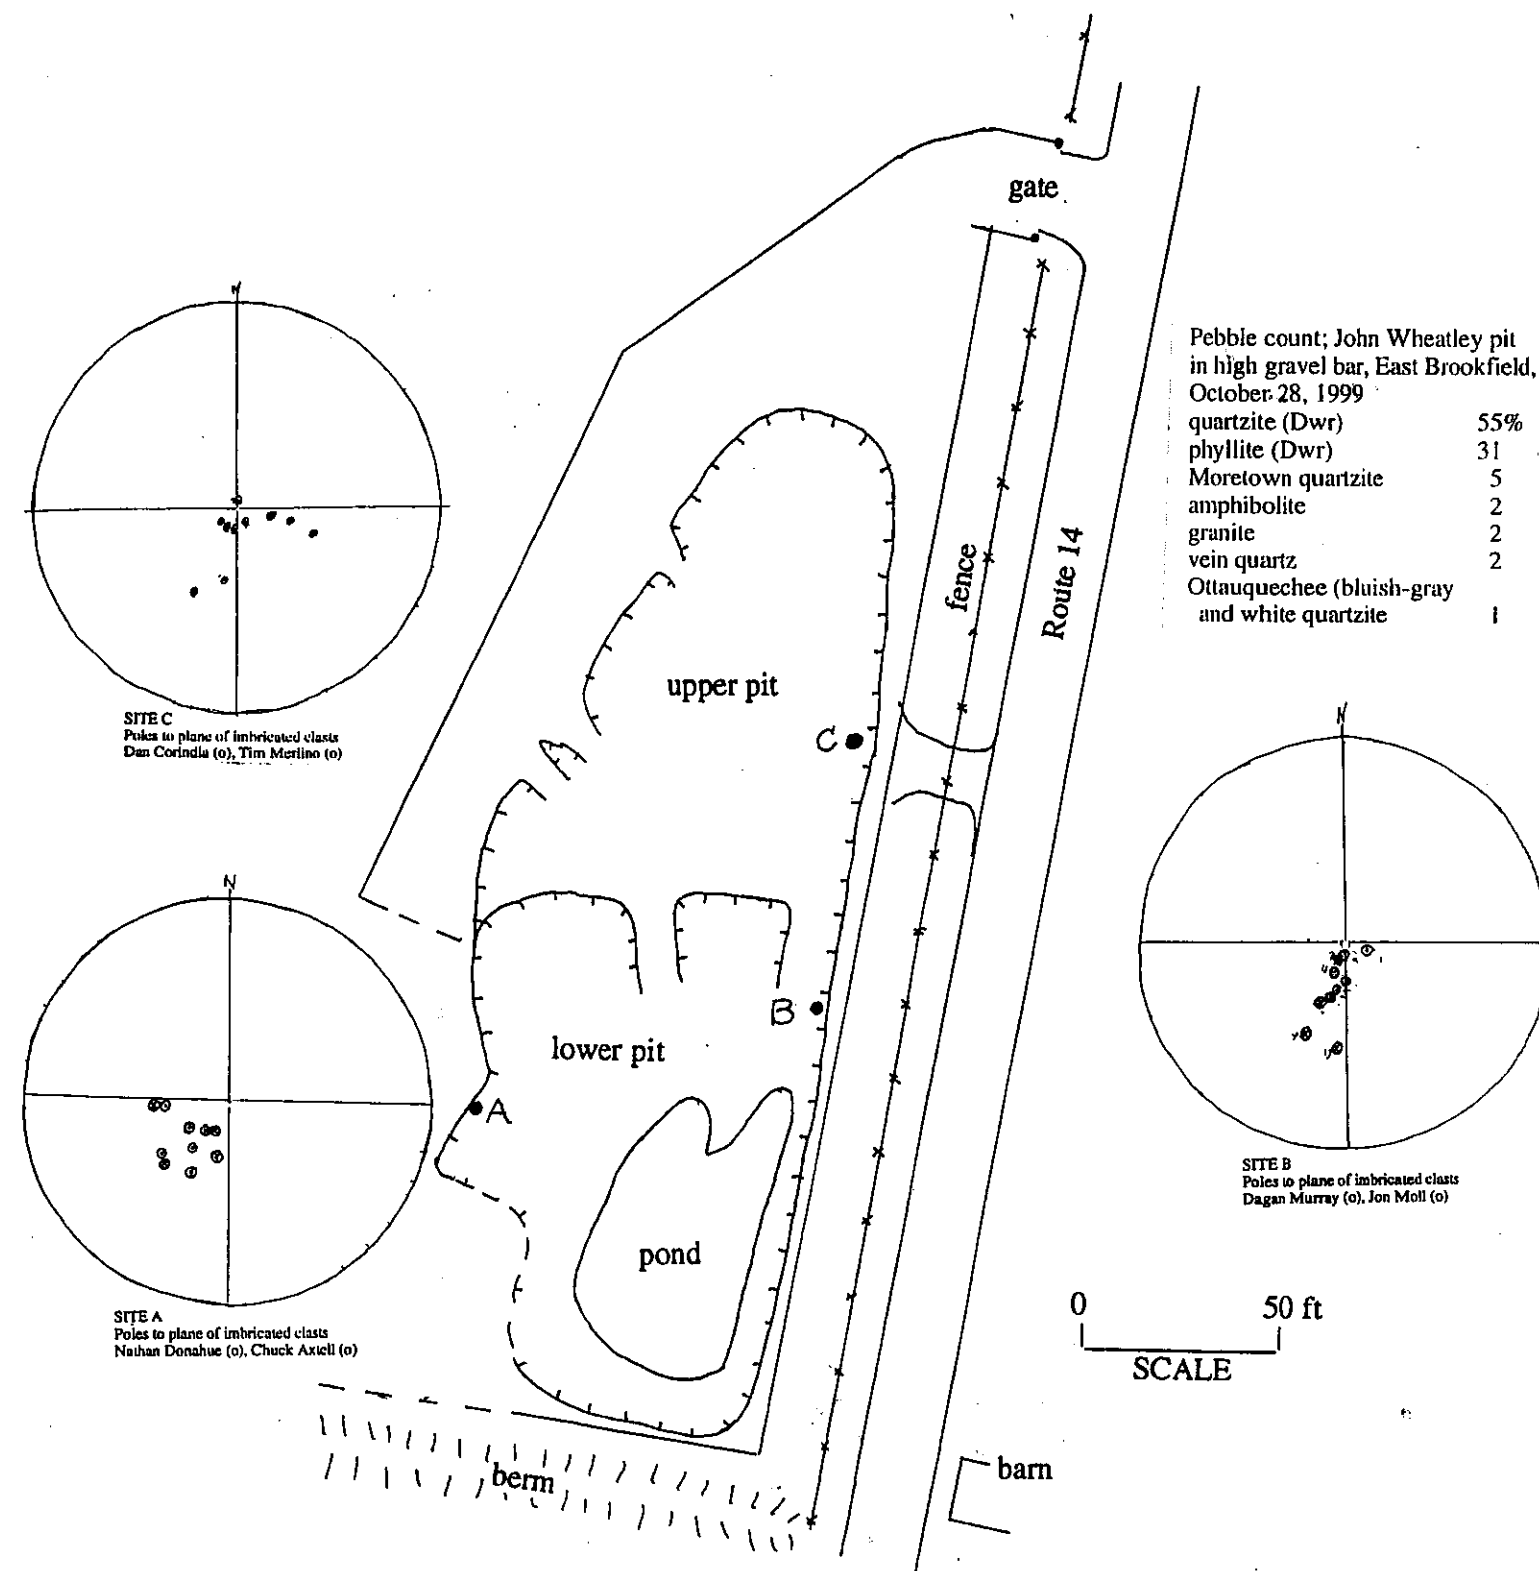 gate
Pebble count; John Wheatley pit
in high gravel bar, East Brookfield,
October 28, 1999
quartzite (Dwr) 55%
phyllite (Dwr) 31
Moretown quartzite 5
amphibolite 2
granite 2
vein quartz 2
Ottauquechee (bluish-gray
and white quartzite 1
N
fence
Route 14
upper pit
C
SITE C
Poles to plane of imbricated clasts
Dan Corindia (o), Tim Merlino (o)
N
N
B
lower pit
A
SITE B
Poles to plane of imbricated clasts
Dagan Murray (o), Jon Moll (o)
pond
SITE A
Poles to plane of imbricated clasts
Nathan Donahue (o), Chuck Axtell (o)
0 50 ft
SCALE
berm
barn